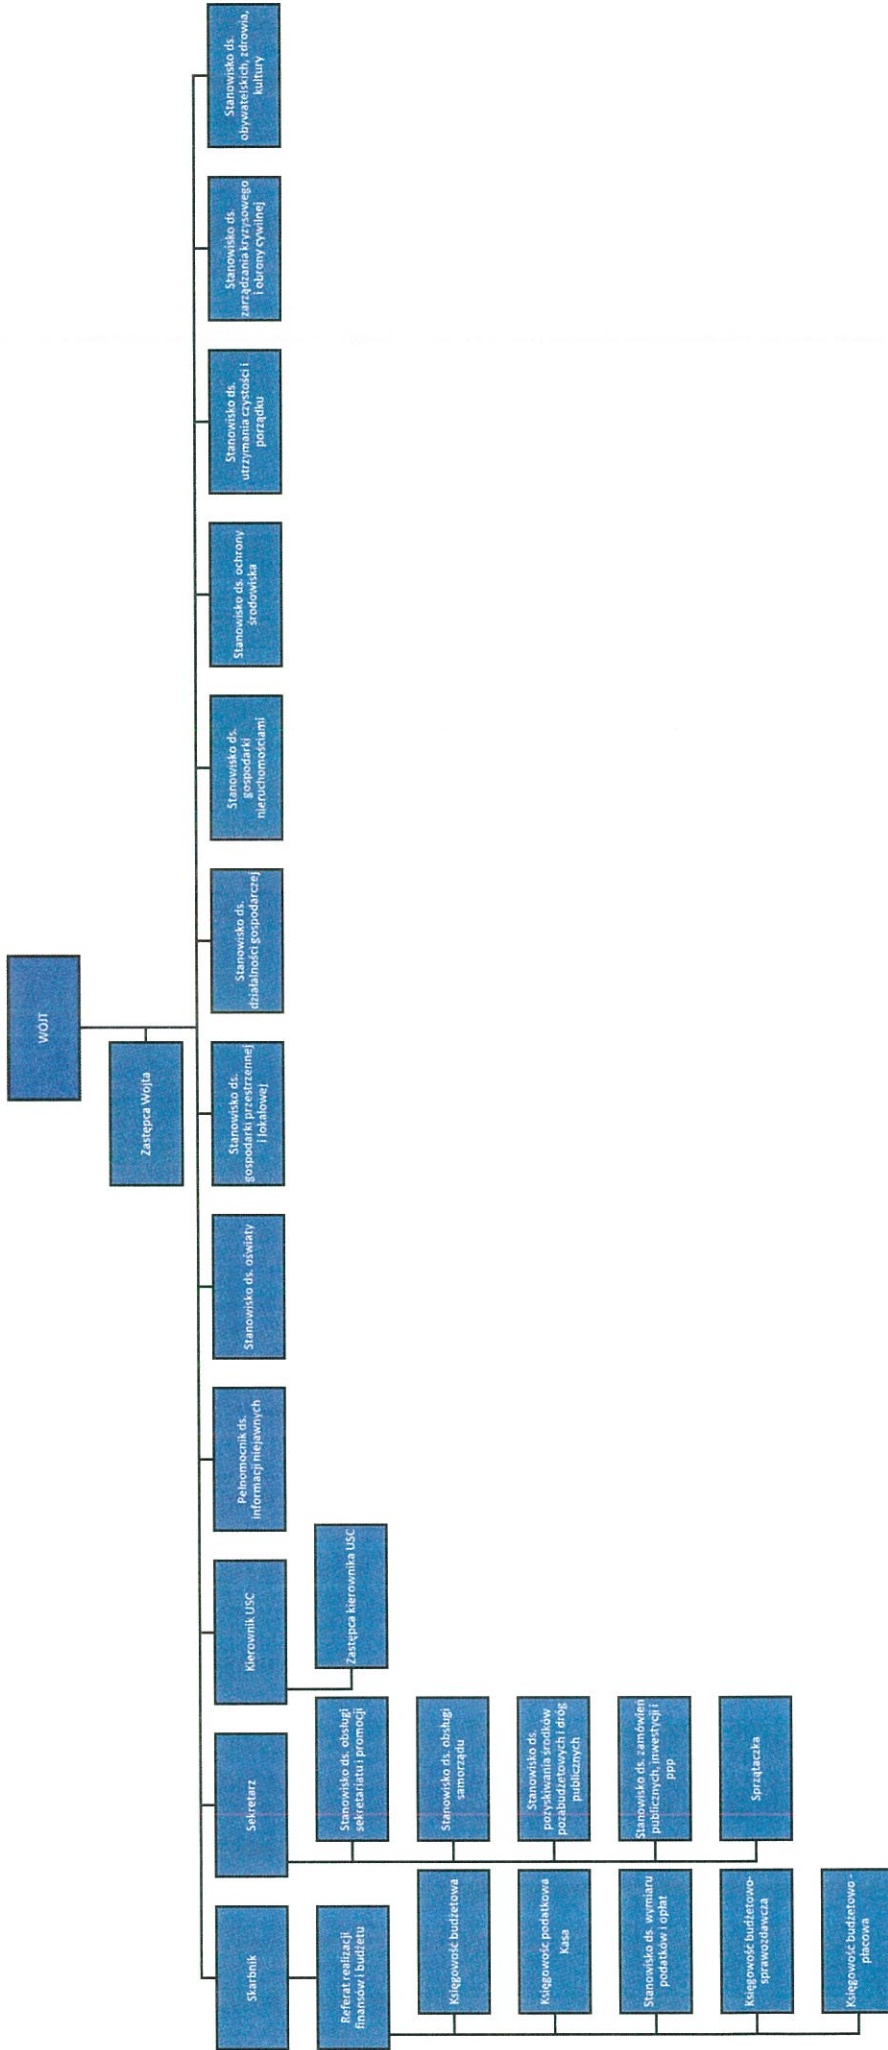 WÓJT
Zastępca Wójta
Skarbnik
Referat realizacji
finansów i budżetu
Księgowość budżetowa
Księgowość podatkowa
Kasa
Stanowisko ds. wymiaru
podatków i opłat
Księgowość budżetowo-
sprawozdawcza
Księgowość budżetowo -
płacowa
Sekretarz
Stanowisko ds. obsługi
sekretariatu i promocji
Stanowisko ds. obsługi
samorządu
Stanowisko ds.
pozyskiwania środków
pozabudżetowych i dróg
publicznych
Stanowisko ds. zamówień
publicznych, inwestycji i
ppp
Sprzątaczka
Kierownik USC
Zastępca kierownika USC
Pełnomocnik ds.
informacji niejawnych
Stanowisko ds. oświaty
Stanowisko ds.
gospodarki przestrzennej
i lokalowej
Stanowisko ds.
działalności gospodarczej
Stanowisko ds.
gospodarki
nieruchomościami
Stanowisko ds. ochrony
środowiska
Stanowisko ds.
utrzymania czystości i
porządku
Stanowisko ds.
zarządzania kryzysowego
i obrony cywilnej
Stanowisko ds.
obywatelskich, zdrowia,
kultury